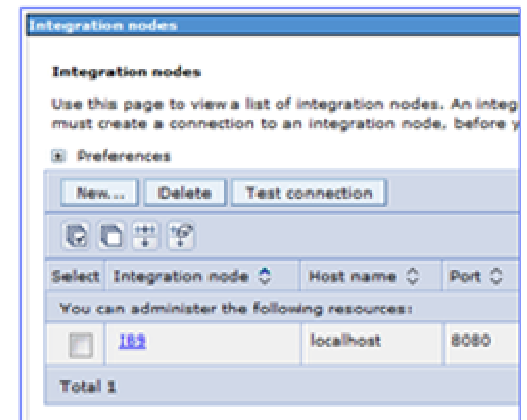 Integration nodes
Integration nodes
Use this page to view a list of integration nodes. An integ
must create a connection to an integration node, before y
Preferences
New... Delete Test connection
Select Integration node Host name Port
You can administer the following resources:
IB9 localhost 8080
Total 1